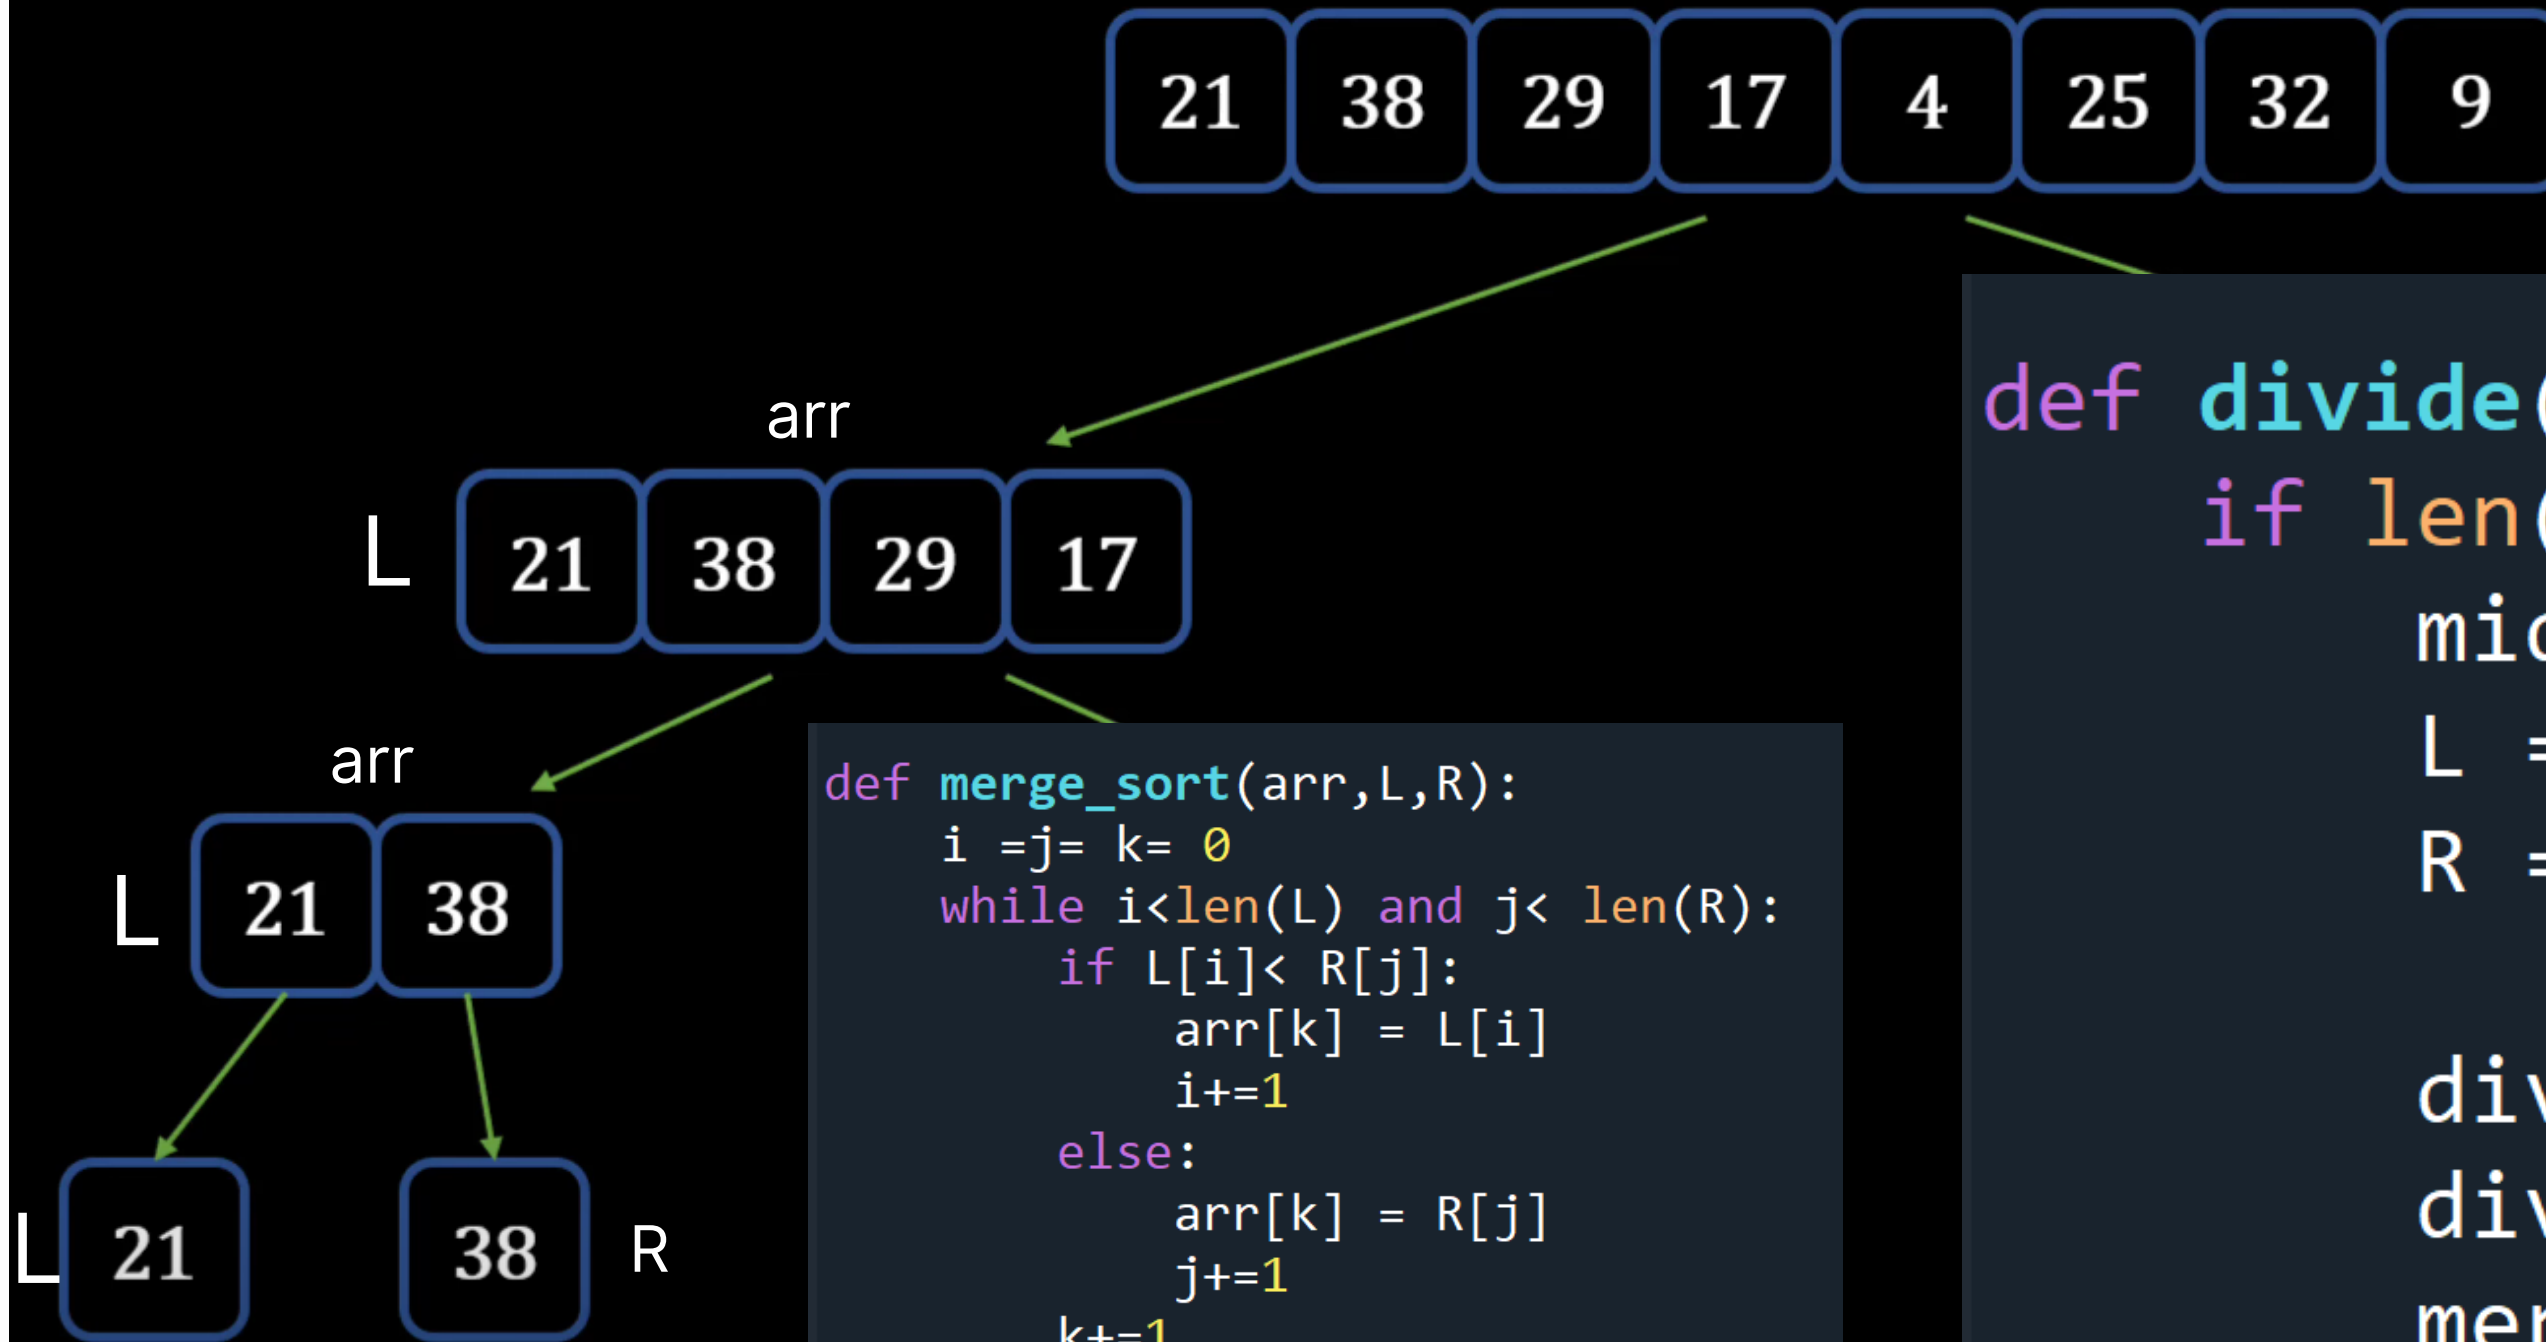 21 38 29 17 4 25 32 9
arr
L 21 38 29 17
arr
L 21 38
L 21 38 R
def merge_sort(arr,L,R):
i =j= k= 0
while i<len(L) and j< len(R):
if L[i]< R[j]:
arr[k] = L[i]
i+=1
else:
arr[k] = R[j]
j+=1
k+=1
def divide(
if len(
L =
R =